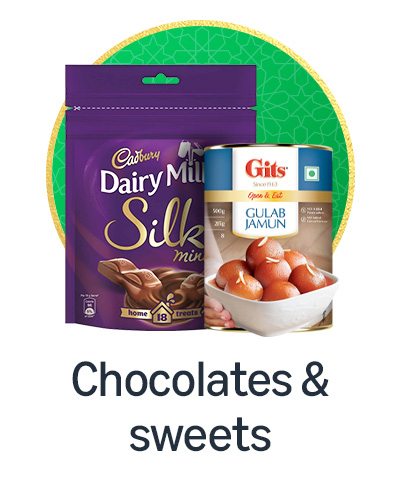 Cadbury
Dairy Milk
Silk
mini
home 18 treats
Gits
Since 1963
Open & Eat
GULAB
JAMUN
500g
Chocolates &
sweets